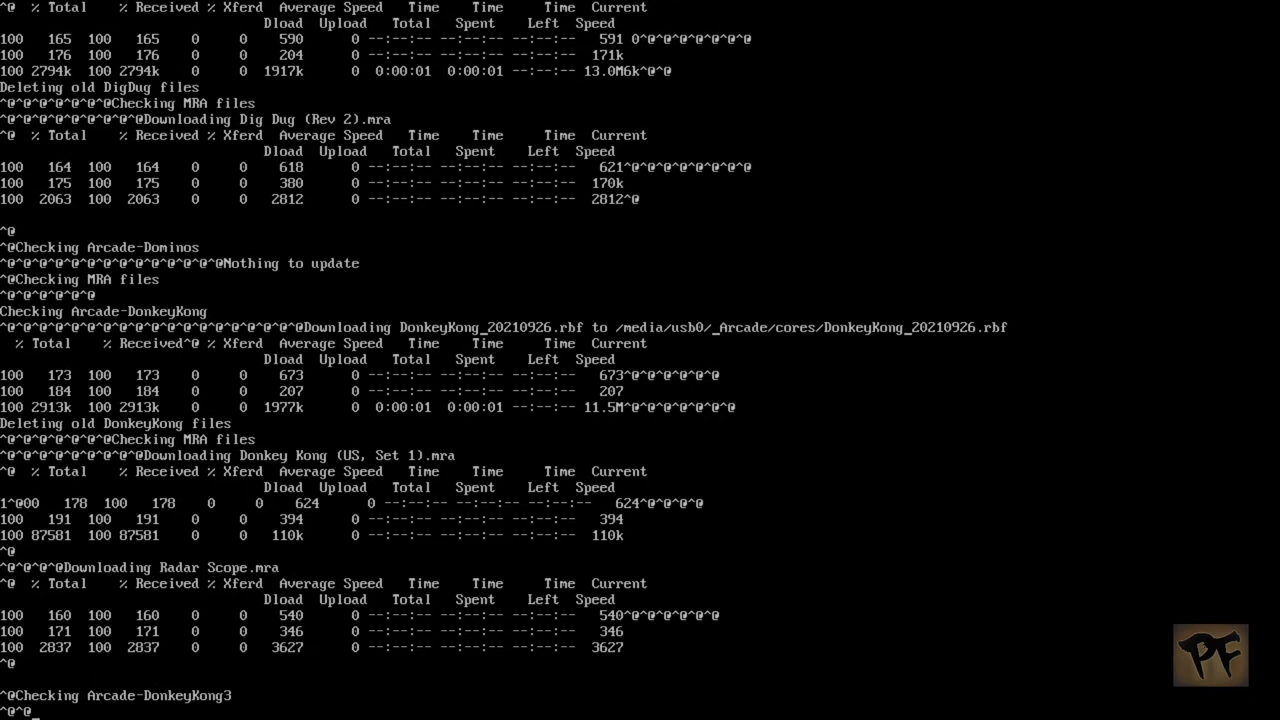 ^@  % Total    % Received % Xferd  Average Speed   Time    Time     Time  Current
                                 Dload  Upload   Total   Spent    Left  Speed
100   165  100   165    0     0    590      0 --:--:-- --:--:-- --:--:--   591 0^@^@^@^@^@^@^@
100   176  100   176    0     0    204      0 --:--:-- --:--:-- --:--:--  171k
100 2794k  100 2794k    0     0  1917k      0  0:00:01  0:00:01 --:--:-- 13.0M6k^@^@
Deleting old DigDug files
^@^@^@^@^@^@^@Checking MRA files
^@^@^@^@^@^@^@^@^@Downloading Dig Dug (Rev 2).mra
^@  % Total    % Received % Xferd  Average Speed   Time    Time     Time  Current
                                 Dload  Upload   Total   Spent    Left  Speed
100   164  100   164    0     0    618      0 --:--:-- --:--:-- --:--:--   621^@^@^@^@^@^@^@^@
100   175  100   175    0     0    380      0 --:--:-- --:--:-- --:--:--  170k
100  2063  100  2063    0     0   2812      0 --:--:-- --:--:-- --:--:--  2812^@
^@
^@Checking Arcade-Dominos
^@^@^@^@^@^@^@^@^@^@^@^@^@^@Nothing to update
^@Checking MRA files
^@^@^@^@^@^@
Checking Arcade-DonkeyKong
^@^@^@^@^@^@^@^@^@^@^@^@^@^@^@^@^@^@^@Downloading DonkeyKong_20210926.rbf to /media/usb0/_Arcade/cores/DonkeyKong_20210926.rbf
  % Total    % Received^@ % Xferd  Average Speed   Time    Time     Time  Current
                                 Dload  Upload   Total   Spent    Left  Speed
100   173  100   173    0     0    673      0 --:--:-- --:--:-- --:--:--   673^@^@^@^@^@^@
100   184  100   184    0     0    207      0 --:--:-- --:--:-- --:--:--   207
100 2913k  100 2913k    0     0  1977k      0  0:00:01  0:00:01 --:--:-- 11.5M^@^@^@^@^@^@^@
Deleting old DonkeyKong files
^@^@^@^@^@^@^@Checking MRA files
^@^@^@^@^@^@^@^@^@Downloading Donkey Kong (US, Set 1).mra
^@  % Total    % Received % Xferd  Average Speed   Time    Time     Time  Current
                                 Dload  Upload   Total   Spent    Left  Speed
1^@00   178  100   178    0     0    624      0 --:--:-- --:--:-- --:--:--   624^@^@^@^@
100   191  100   191    0     0    394      0 --:--:-- --:--:-- --:--:--   394
100 87581  100 87581    0     0   110k      0 --:--:-- --:--:-- --:--:--  110k
^@
^@^@^@^@Downloading Radar Scope.mra
^@  % Total    % Received % Xferd  Average Speed   Time    Time     Time  Current
                                 Dload  Upload   Total   Spent    Left  Speed
100   160  100   160    0     0    540      0 --:--:-- --:--:-- --:--:--   540^@^@^@^@^@^@
100   171  100   171    0     0    346      0 --:--:-- --:--:-- --:--:--   346
100  2837  100  2837    0     0   3627      0 --:--:-- --:--:-- --:--:--  3627
^@
^@Checking Arcade-DonkeyKong3
^@^@_
PF